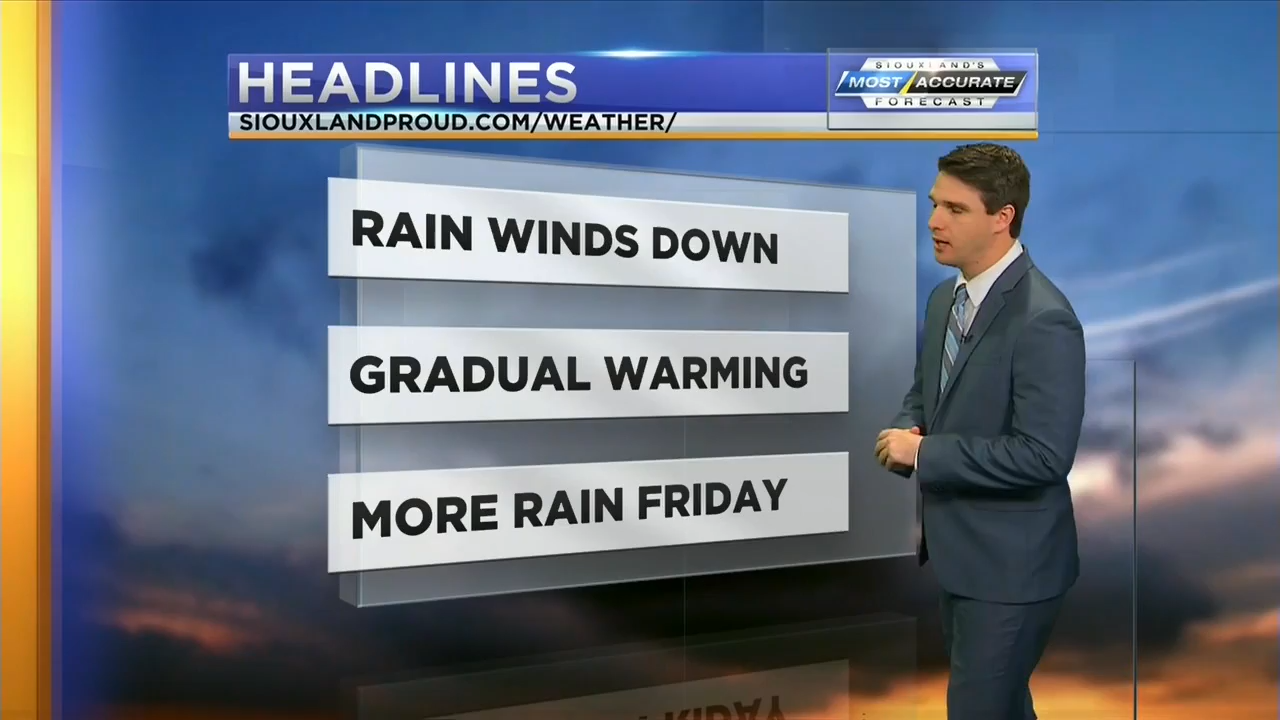 HEADLINES
SIOUXLANDPROUD.COM/WEATHER/
SIOUXLAND'S
MOST ACCURATE
FORECAST
RAIN WINDS DOWN
GRADUAL WARMING
MORE RAIN FRIDAY